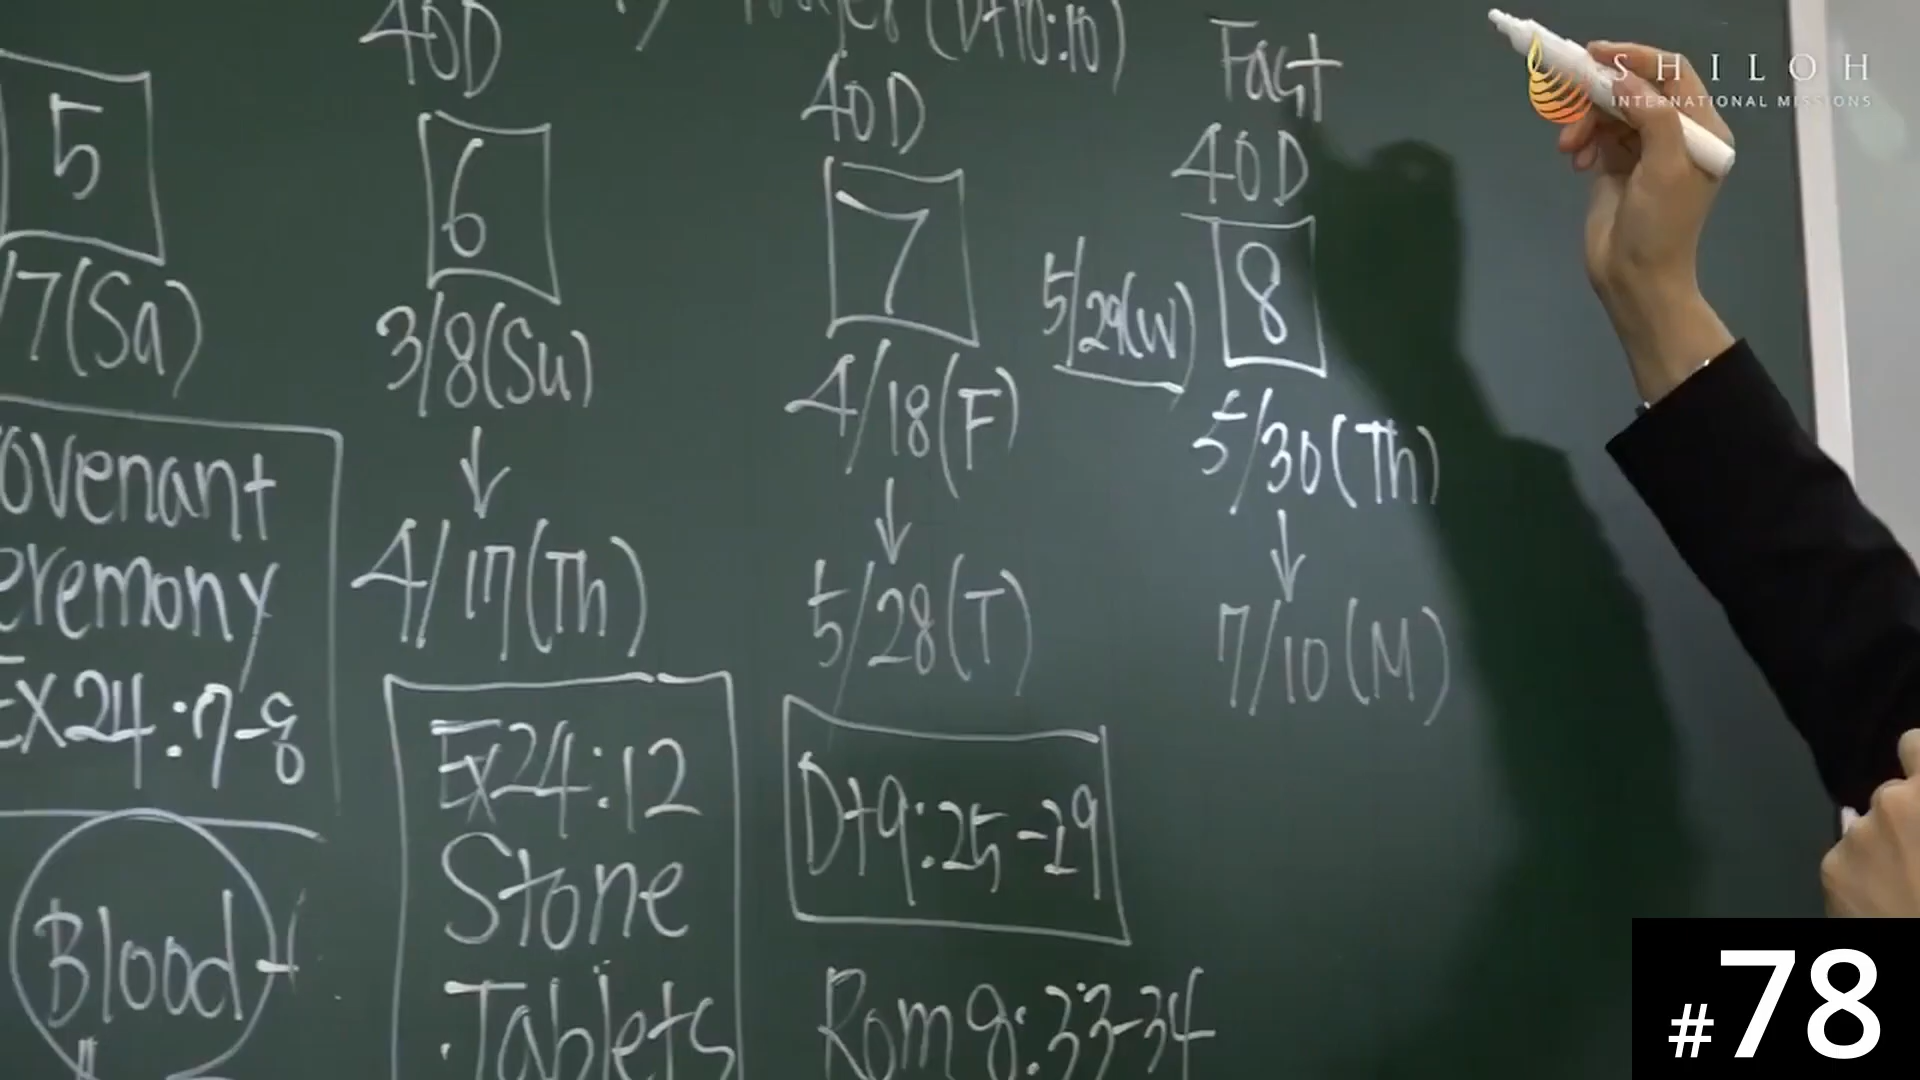 5
/7(Sa)
ovenant
eremony
Ex24:7-8
Blood
40D
6
3/8(Su)
4/17(Th)
Ex24:12
Stone
Tablets
(Dt10:10)
40D
7
4/18(F)
5/28(T)
Dt9:25-29
Rom8:33-34
Fast
40D
8
5/29(W)
5/30(Th)
7/10(M)
SHILOH
INTERNATIONAL MISSIONS
#78